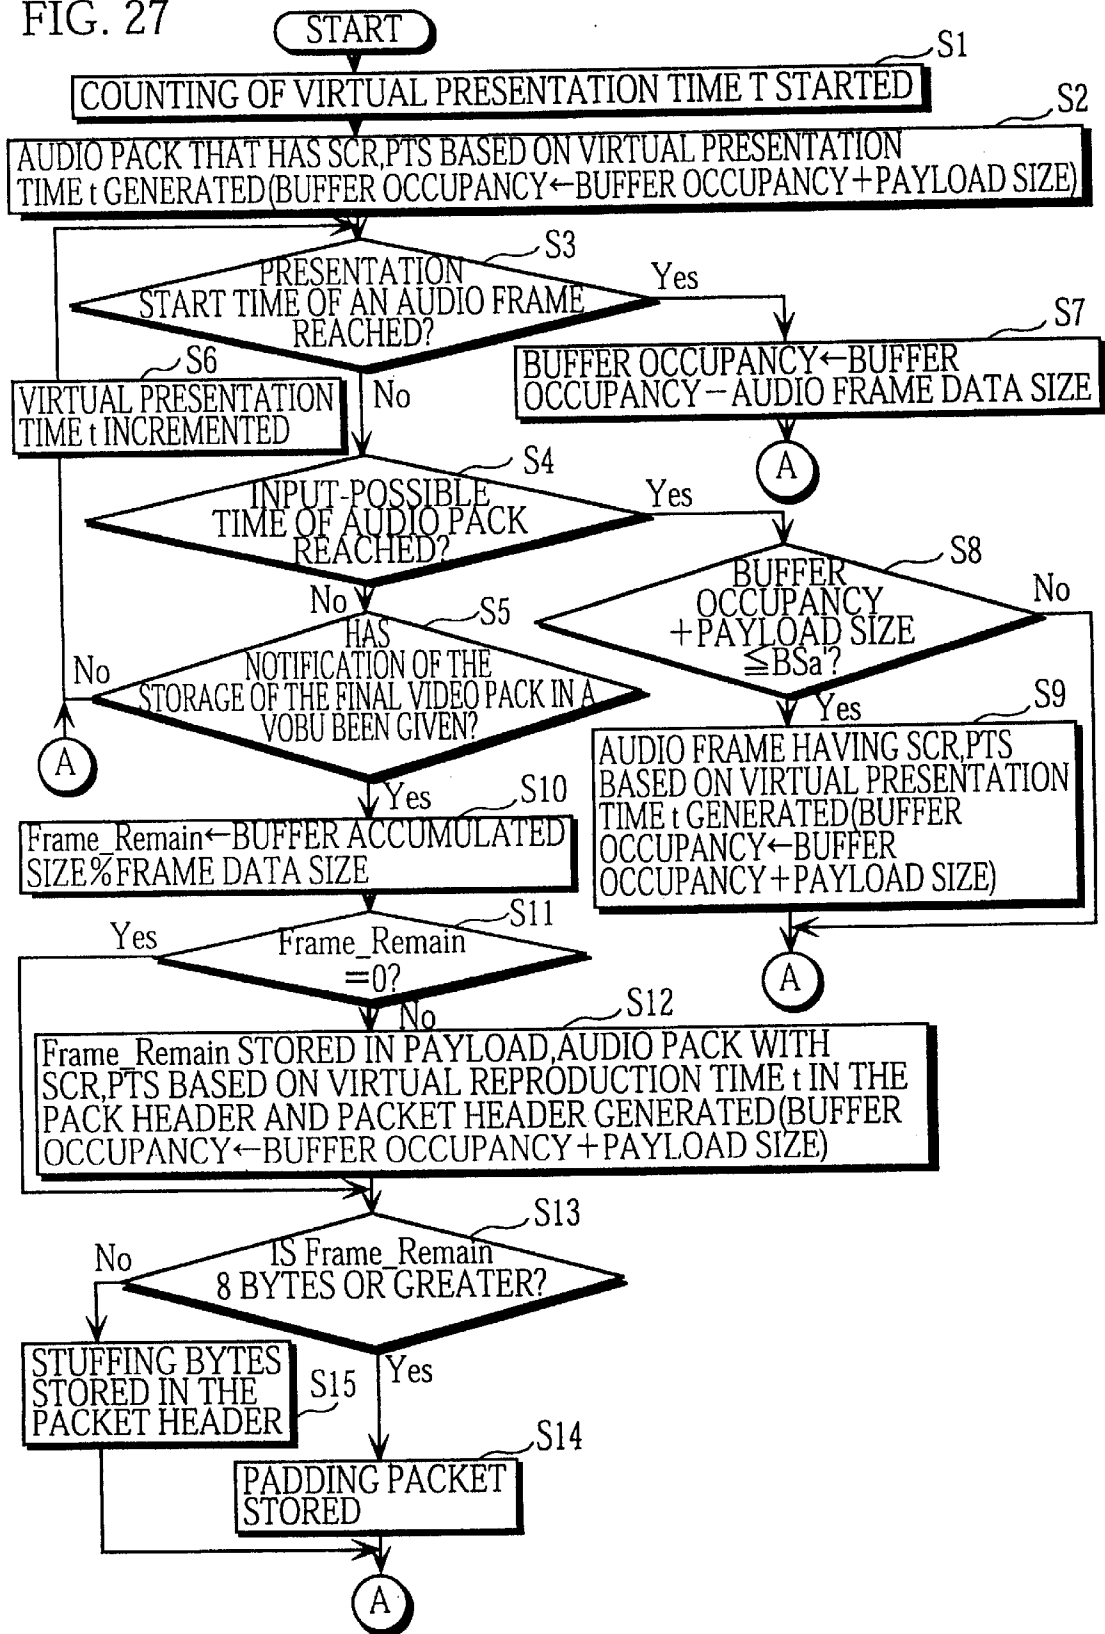 FIG. 27
START
S1
COUNTING OF VIRTUAL PRESENTATION TIME T STARTED
S2
AUDIO PACK THAT HAS SCR,PTS BASED ON VIRTUAL PRESENTATION
TIME t GENERATED(BUFFER OCCUPANCY←BUFFER OCCUPANCY+PAYLOAD SIZE)
S3
PRESENTATION
START TIME OF AN AUDIO FRAME
REACHED?
Yes
No
S7
BUFFER OCCUPANCY←BUFFER
OCCUPANCY－AUDIO FRAME DATA SIZE
A
S6
VIRTUAL PRESENTATION
TIME t INCREMENTED
S4
INPUT-POSSIBLE
TIME OF AUDIO PACK
REACHED?
Yes
No
S8
BUFFER
OCCUPANCY
+PAYLOAD SIZE
≦BSa'?
No
Yes
S5
HAS
NOTIFICATION OF THE
STORAGE OF THE FINAL VIDEO PACK IN A
VOBU BEEN GIVEN?
No
A
Yes
S9
AUDIO FRAME HAVING SCR,PTS
BASED ON VIRTUAL PRESENTATION
TIME t GENERATED(BUFFER
OCCUPANCY←BUFFER
OCCUPANCY+PAYLOAD SIZE)
A
S10
Frame_Remain←BUFFER ACCUMULATED
SIZE%FRAME DATA SIZE
S11
Frame_Remain
=0?
Yes
No
S12
Frame_Remain STORED IN PAYLOAD,AUDIO PACK WITH
SCR,PTS BASED ON VIRTUAL REPRODUCTION TIME t IN THE
PACK HEADER AND PACKET HEADER GENERATED(BUFFER
OCCUPANCY←BUFFER OCCUPANCY+PAYLOAD SIZE)
S13
IS Frame_Remain
8 BYTES OR GREATER?
No
Yes
STUFFING BYTES
STORED IN THE
PACKET HEADER
S15
S14
PADDING PACKET
STORED
A